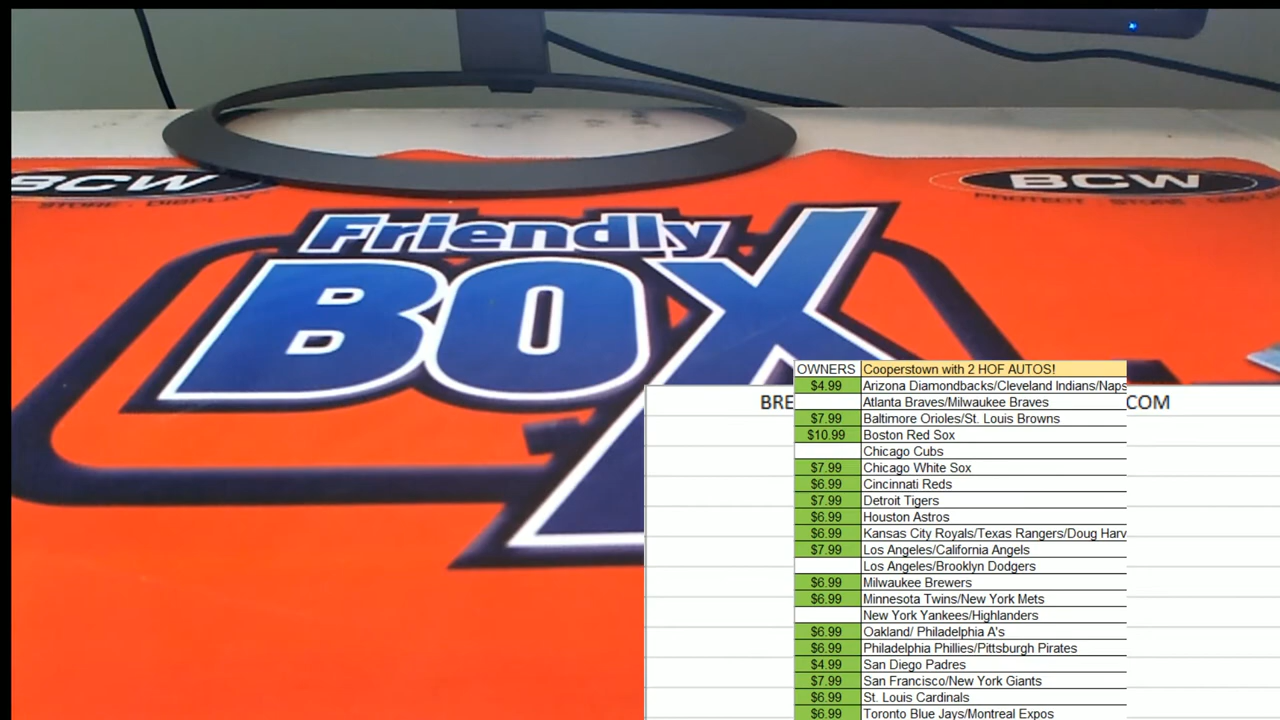 BCW
STORE · DISPLAY
BCW
PROTECT STORE
Friendly
BOX
BRE
COM
OWNERS Cooperstown with 2 HOF AUTOS!
$4.99 Arizona Diamondbacks/Cleveland Indians/Naps
Atlanta Braves/Milwaukee Braves
$7.99 Baltimore Orioles/St. Louis Browns
$10.99 Boston Red Sox
Chicago Cubs
$7.99 Chicago White Sox
$6.99 Cincinnati Reds
$7.99 Detroit Tigers
$6.99 Houston Astros
$6.99 Kansas City Royals/Texas Rangers/Doug Harv
$7.99 Los Angeles/California Angels
Los Angeles/Brooklyn Dodgers
$6.99 Milwaukee Brewers
$6.99 Minnesota Twins/New York Mets
New York Yankees/Highlanders
$6.99 Oakland/ Philadelphia A's
$6.99 Philadelphia Phillies/Pittsburgh Pirates
$4.99 San Diego Padres
$7.99 San Francisco/New York Giants
$6.99 St. Louis Cardinals
$6.99 Toronto Blue Jays/Montreal Expos